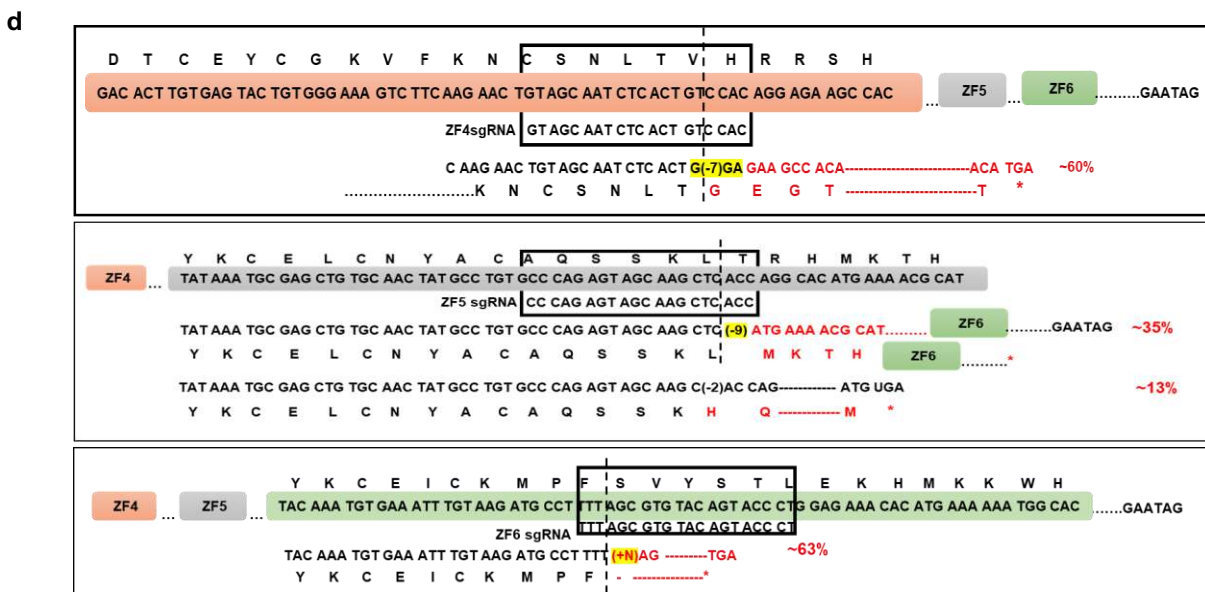 d
D T C E Y C G K V F K N C S N L T V H R R S H
GAC ACT TGT GAG TAC TGT GGG AAA GTC TTC AAG AAC TGT AGC AAT CTC ACT GTC CAC AGG AGA AGC CAC ... ZF5 ... ZF6 .........GAATAG
ZF4sgRNA GT AGC AAT CTC ACT GTC CAC
C AAG AAC TGT AGC AAT CTC ACT G(-7)GA GAA GCC ACA---------------------------ACA TGA ~60%
.........................K N C S N L T G E G T ---------------------------T *
Y K C E L C N Y A C A Q S S K L T R H M K T H
ZF4 ... TAT AAA TGC GAG CTG TGC AAC TAT GCC TGT GCC CAG AGT AGC AAG CTC ACC AGG CAC ATG AAA ACG CAT
ZF5 sgRNA CC CAG AGT AGC AAG CTC ACC
TAT AAA TGC GAG CTG TGC AAC TAT GCC TGT GCC CAG AGT AGC AAG CTC (-9) ATG AAA ACG CAT........ ZF6 .........GAATAG ~35%
Y K C E L C N Y A C A Q S S K L M K T H ZF6 .........*
TAT AAA TGC GAG CTG TGC AAC TAT GCC TGT GCC CAG AGT AGC AAG C(-2)ACC CAG------------ ATG UGA ~13%
Y K C E L C N Y A C A Q S S K H Q ------------- M *
Y K C E I C K M P F S V Y S T L E K H M K K W H
ZF4 ... ZF5 ... TAC AAA TGT GAA ATT TGT AAG ATG CCT TTT AGC GTG TAC AGT ACC CTG GAG AAA CAC ATG AAA AAA TGG CAC .......GAATAG
ZF6 sgRNA TTT AGC GTG TAC AGT ACC CT
TAC AAA TGT GAA ATT TGT AAG ATG CCT TTT (+N)AG ---------TGA ~63%
Y K C E I C K M P F - ---------------*